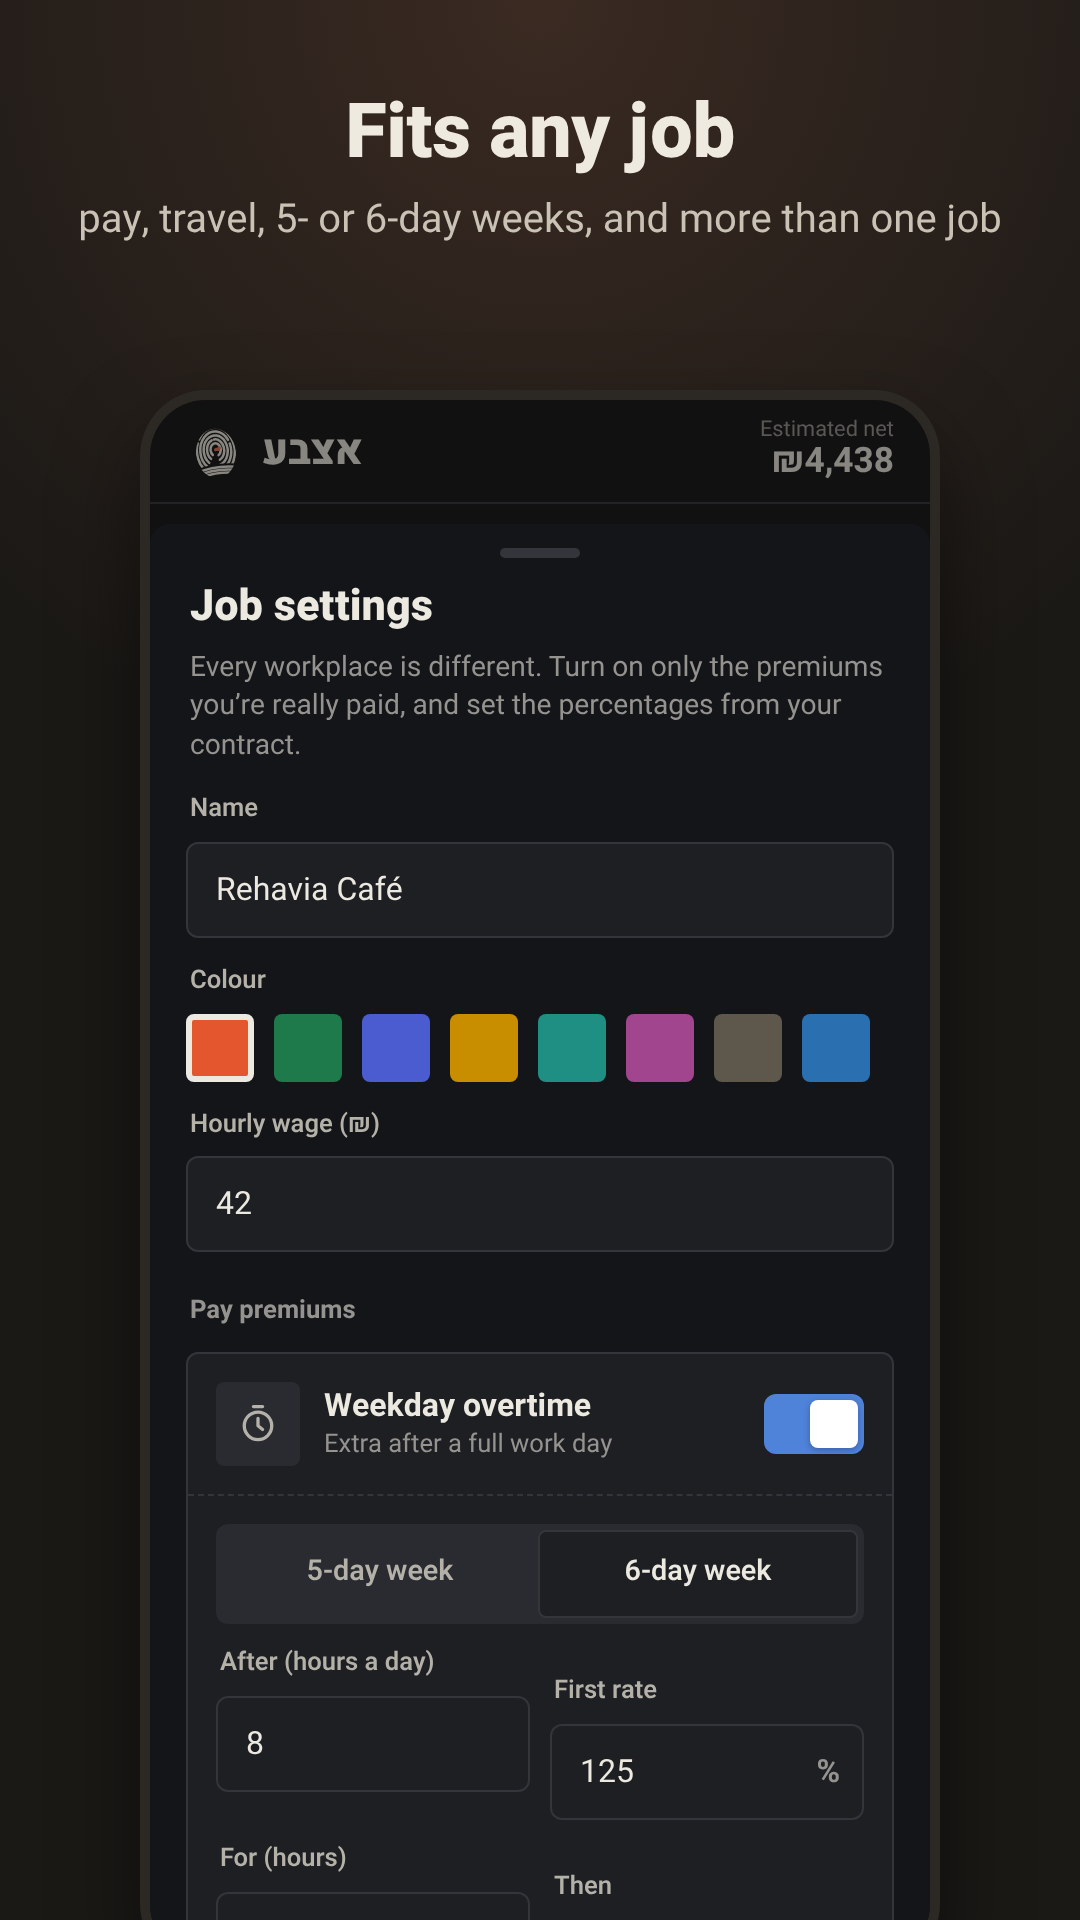 Fits any job
pay, travel, 5- or 6-day weeks, and more than one job
אצבע
Estimated net
₪4,438
Job settings
Every workplace is different. Turn on only the premiums
you’re really paid, and set the percentages from your
contract.
Name
Rehavia Café
Colour
Hourly wage (₪)
42
Pay premiums
Weekday overtime
Extra after a full work day
5-day week
6-day week
After (hours a day)
First rate
8
125 %
For (hours)
Then